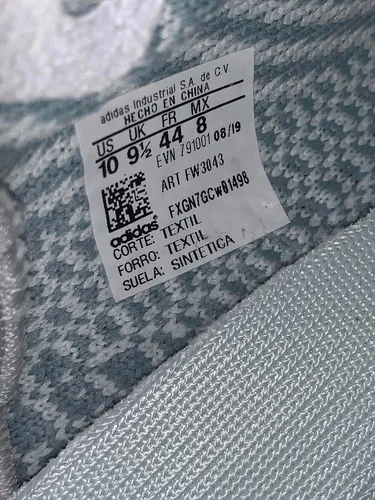 adidas Industrial S.A. de C.V.
HECHO EN CHINA
US UK FR MX
10 9½ 44 8
EVN 791001 08/19
ART FW3043
FXGN7GCW01498
adidas
CORTE: TEXTIL
FORRO: TEXTIL
SUELA: SINTETICA